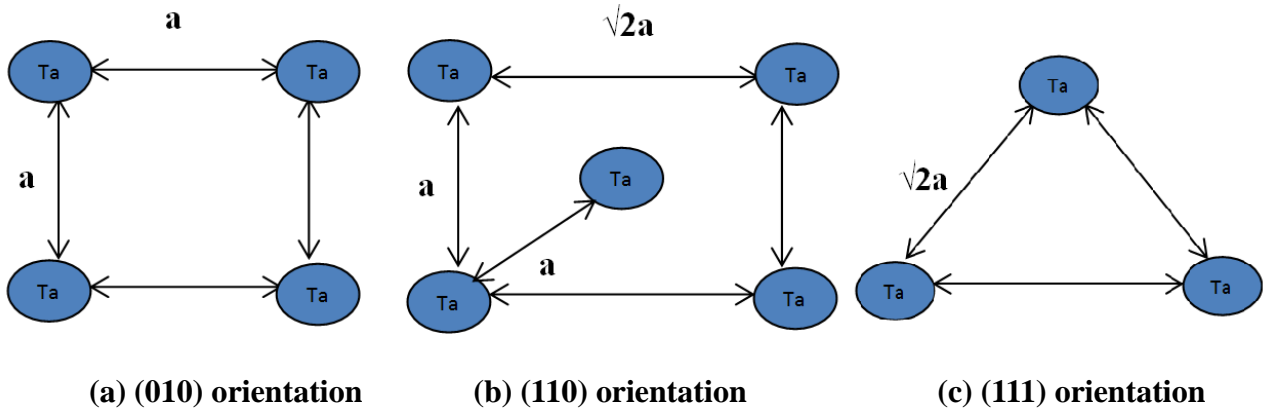 a
√2a
Ta Ta
Ta Ta
Ta
a
a
Ta
√2a
a
Ta Ta
Ta Ta
Ta Ta
(a) (010) orientation
(b) (110) orientation
(c) (111) orientation